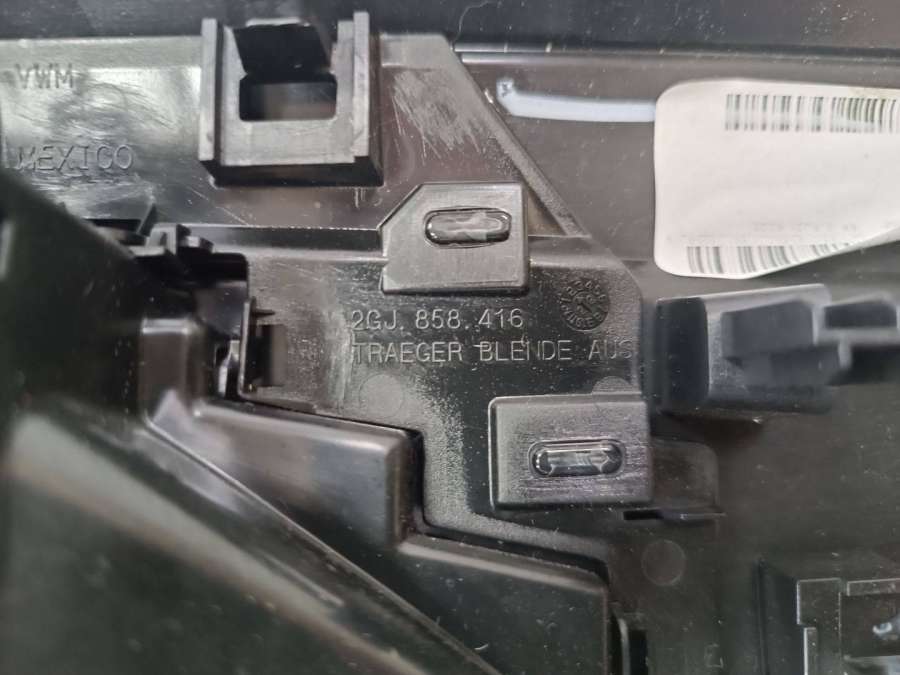 VWM
MEXICO
2GJ. 858. 416
TRAEGER BLENDE AUS